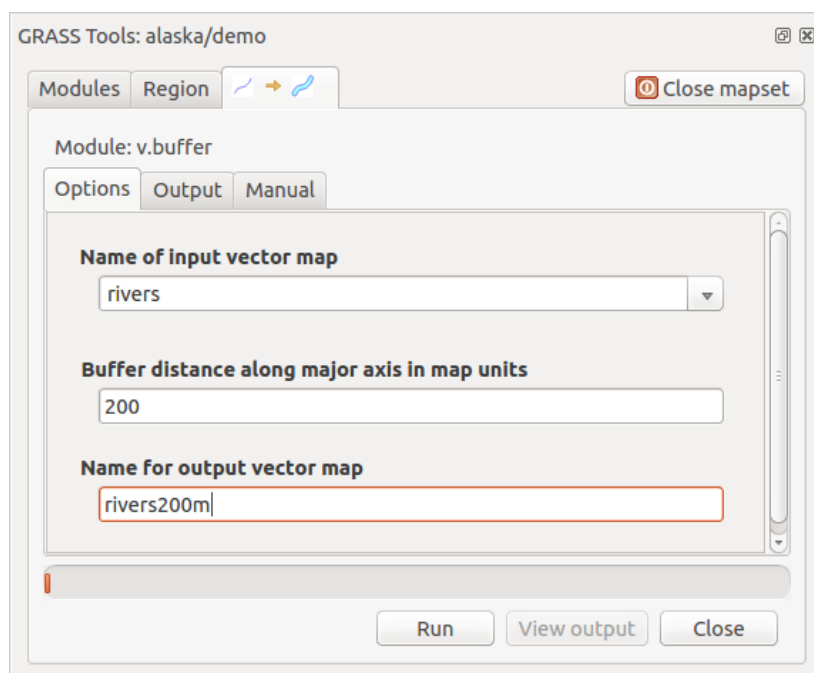 GRASS Tools: alaska/demo
Modules Region Close mapset
Module: v.buffer
Options Output Manual
Name of input vector map
rivers
Buffer distance along major axis in map units
200
Name for output vector map
rivers200m
Run View output Close